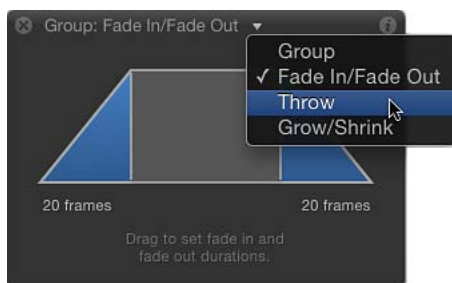 Group: Fade In/Fade Out
Group
✓ Fade In/Fade Out
Throw
Grow/Shrink
20 frames
20 frames
Drag to set fade in and
fade out durations.